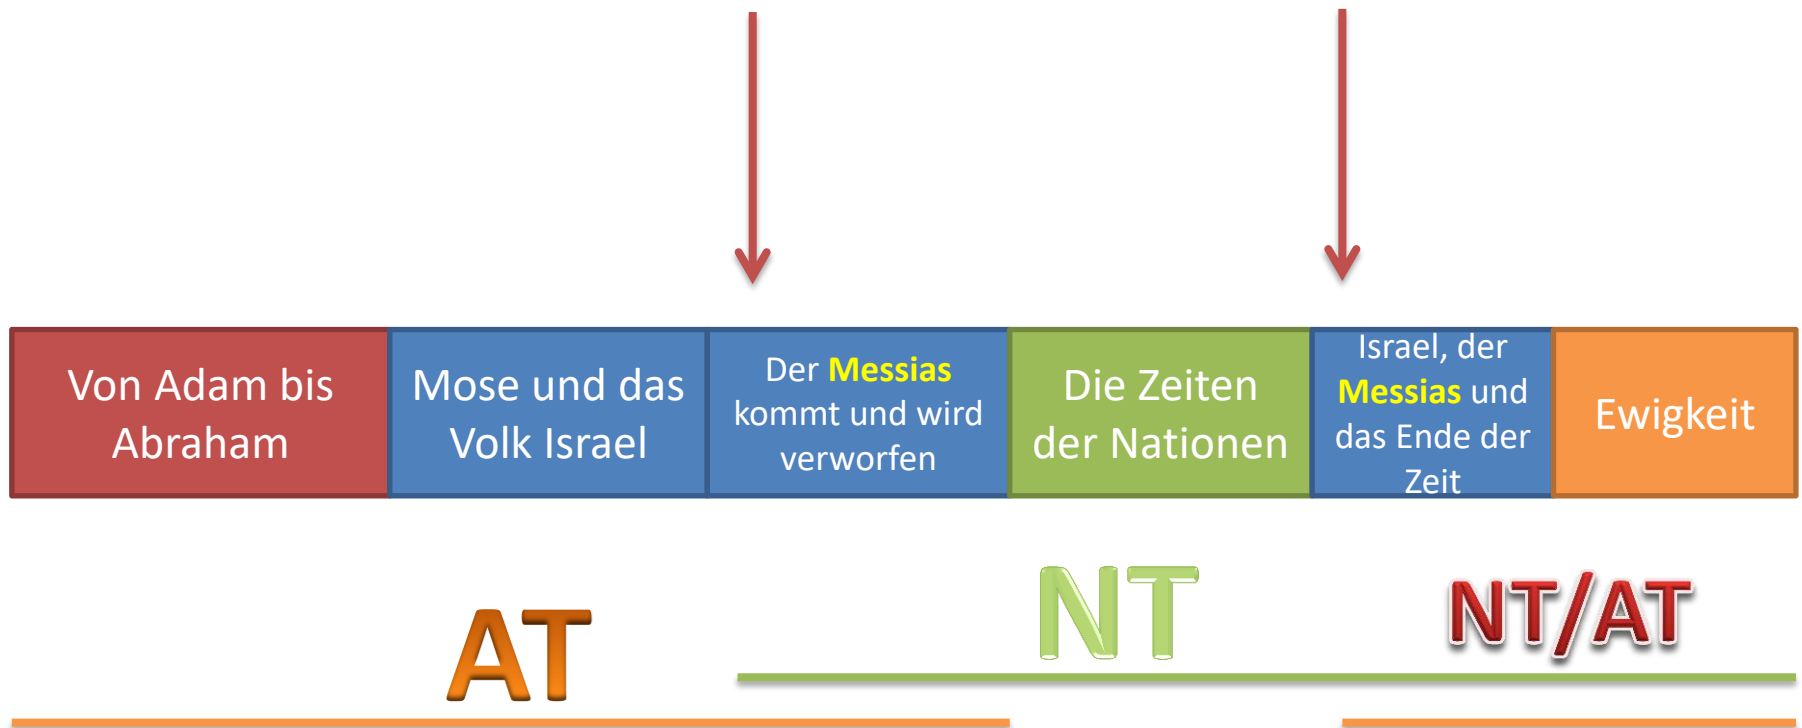 Von Adam bis
Abraham
Mose und das
Volk Israel
Der Messias
kommt und wird
verworfen
Die Zeiten
der Nationen
Israel, der
Messias und
das Ende der
Zeit
Ewigkeit
AT
NT
NT/AT